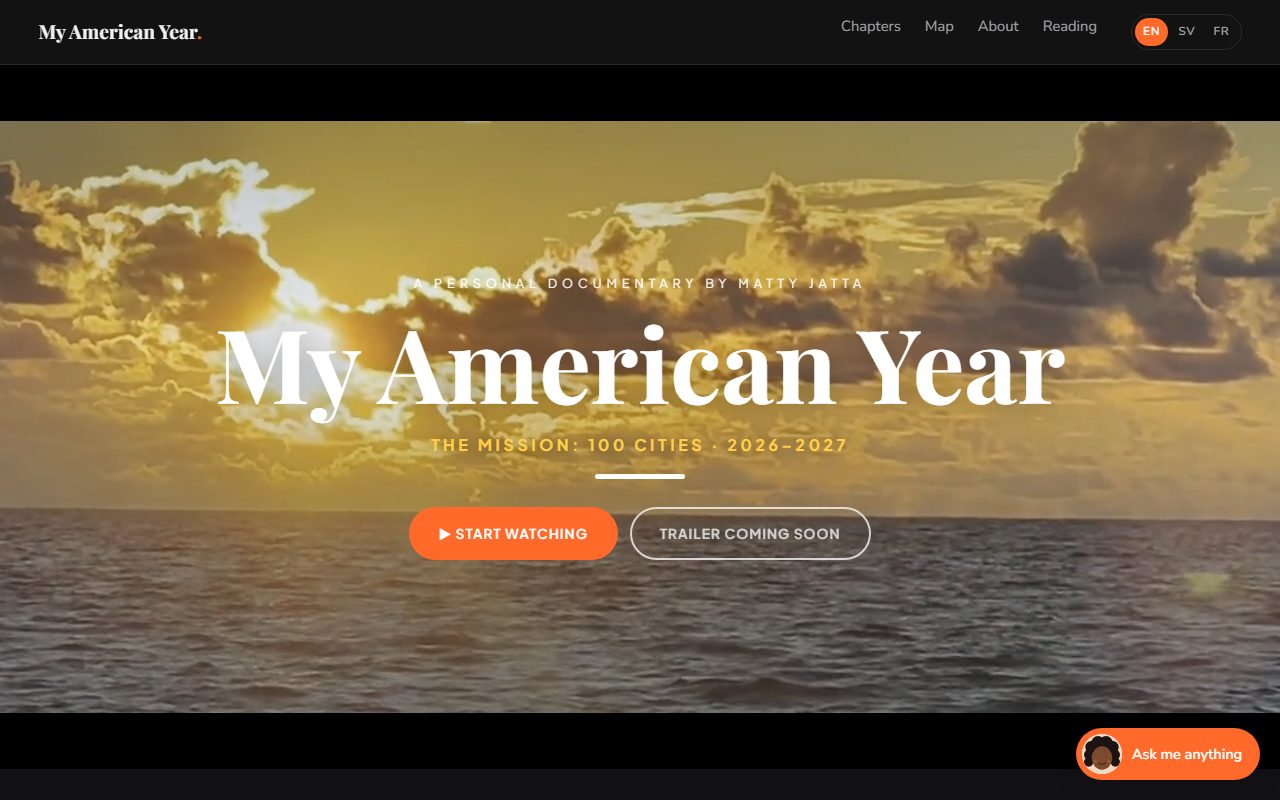 My American Year.
Chapters Map About Reading EN SV FR
A PERSONAL DOCUMENTARY BY MATTY JATTA
My American Year
THE MISSION: 100 CITIES · 2026–2027
▶ START WATCHING TRAILER COMING SOON
Ask me anything